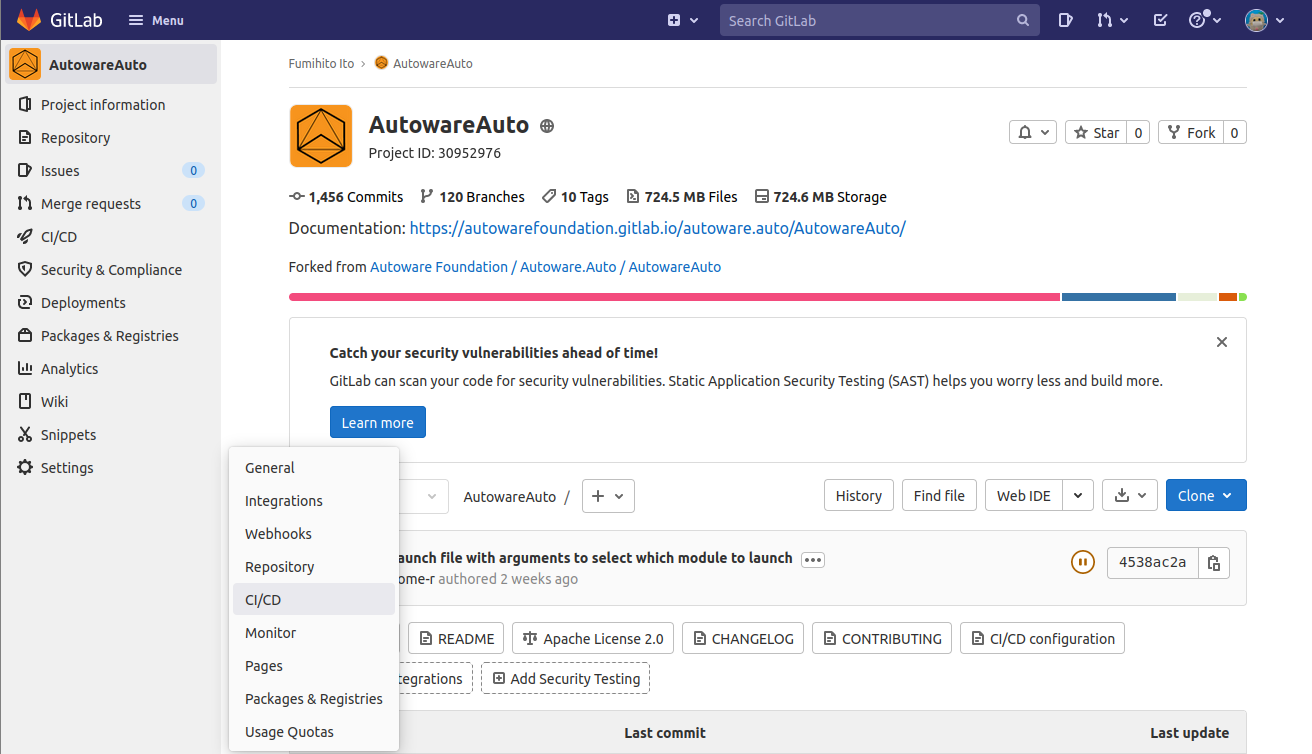 GitLab Menu Search GitLab
AutowareAuto
Project information
Repository
Issues 0
Merge requests 0
CI/CD
Security & Compliance
Deployments
Packages & Registries
Analytics
Wiki
Snippets
Settings
General
Integrations
Webhooks
Repository
CI/CD
Monitor
Pages
Packages & Registries
Usage Quotas
Fumihito Ito › AutowareAuto
AutowareAuto
Project ID: 30952976
Star 0 Fork 0
1,456 Commits 120 Branches 10 Tags 724.5 MB Files 724.6 MB Storage
Documentation: https://autowarefoundation.gitlab.io/autoware.auto/AutowareAuto/
Forked from Autoware Foundation / Autoware.Auto / AutowareAuto
Catch your security vulnerabilities ahead of time!
GitLab can scan your code for security vulnerabilities. Static Application Security Testing (SAST) helps you worry less and build more.
Learn more
AutowareAuto / History Find file Web IDE Clone
aunch file with arguments to select which module to launch
ome-r authored 2 weeks ago
4538ac2a
README Apache License 2.0 CHANGELOG CONTRIBUTING CI/CD configuration
tegrations Add Security Testing
Last commit Last update